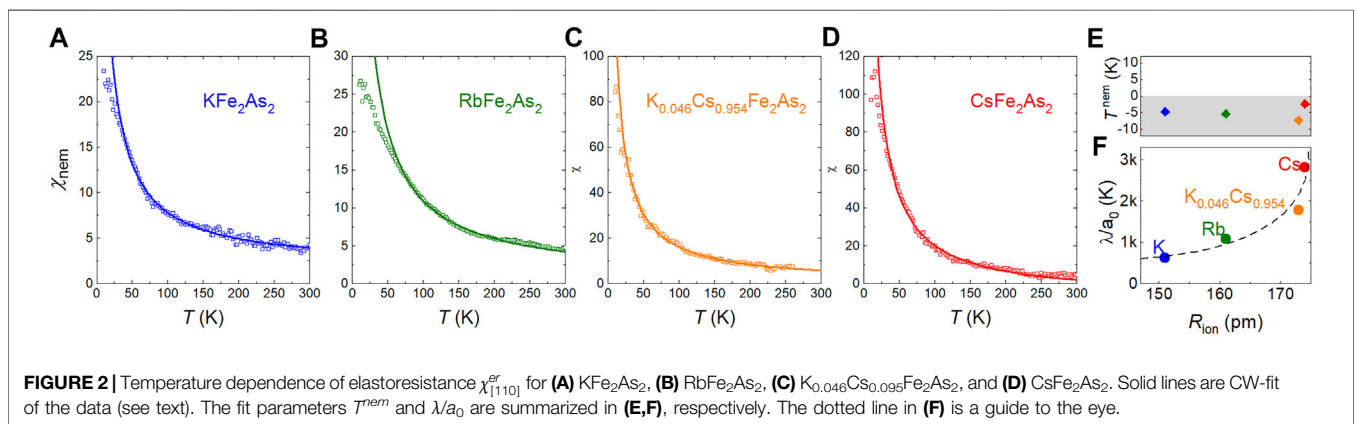 A
B
C
D
E
χnem
25
20
15
10
5
0
0 50 100 150 200 250 300
T (K)
KFe₂As₂
30
25
20
15
10
5
0
0 50 100 150 200 250 300
T (K)
RbFe₂As₂
χ
100
80
60
40
20
0
0 50 100 150 200 250 300
T (K)
K₀.₀₄₆Cs₀.₉₅₄Fe₂As₂
χ
120
100
80
60
40
20
0
0 50 100 150 200 250 300
T (K)
CsFe₂As₂
Tⁿᵉᵐ (K)
10
5
0
-5
-10
F
λ/a₀ (K)
3k
2k
1k
0
Cs
K₀.₀₄₆Cs₀.₉₅₄
Rb
K
150 160 170
Rion (pm)
FIGURE 2 | Temperature dependence of elastoresistance χ^er_[110] for (A) KFe₂As₂, (B) RbFe₂As₂, (C) K₀.₀₄₆Cs₀.₀₉₅Fe₂As₂, and (D) CsFe₂As₂. Solid lines are CW-fit
of the data (see text). The fit parameters Tⁿᵉᵐ and λ/a₀ are summarized in (E,F), respectively. The dotted line in (F) is a guide to the eye.